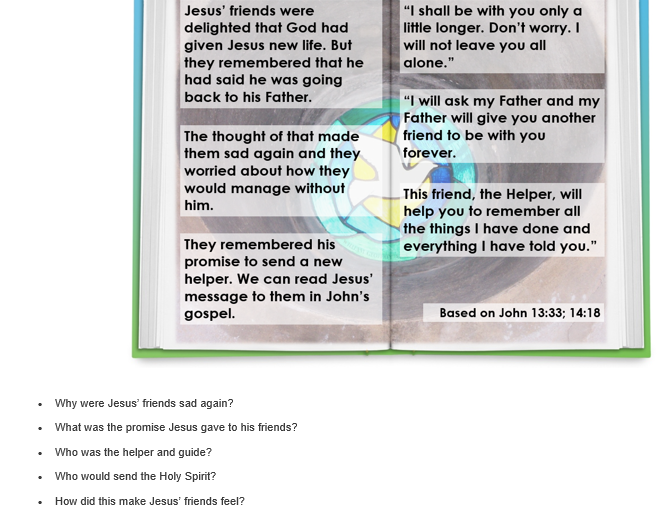 Jesus' friends were
delighted that God had
given Jesus new life. But
they remembered that he
had said he was going
back to his Father.
The thought of that made
them sad again and they
worried about how they
would manage without
him.
They remembered his
promise to send a new
helper. We can read Jesus'
message to them in John's
gospel.
“I shall be with you only a
little longer. Don't worry. I
will not leave you all
alone.”
“I will ask my Father and my
Father will give you another
friend to be with you
forever.
This friend, the Helper, will
help you to remember all
the things I have done and
everything I have told you.”
Based on John 13:33; 14:18
• Why were Jesus' friends sad again?
• What was the promise Jesus gave to his friends?
• Who was the helper and guide?
• Who would send the Holy Spirit?
• How did this make Jesus' friends feel?